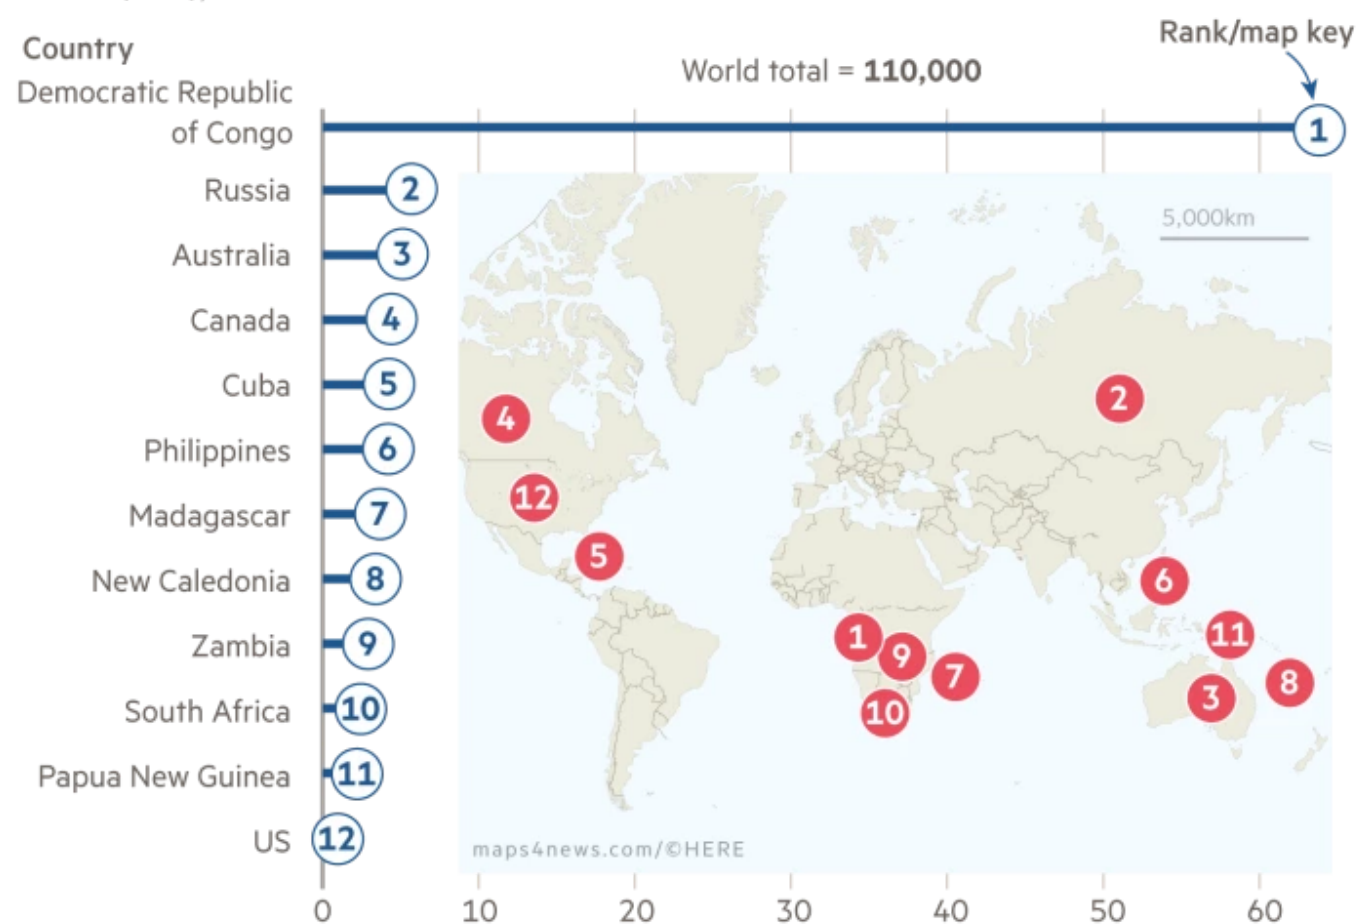 Rank/map key
Country
World total = 110,000
Democratic Republic
of Congo
1
Russia
2
Australia
3
Canada
4
Cuba
5
Philippines
6
Madagascar
7
New Caledonia
8
Zambia
9
South Africa
10
Papua New Guinea
11
US
12
5,000km
2
4
12
5
6
1
9
11
7
8
3
10
maps4news.com/©HERE
0 10 20 30 40 50 60